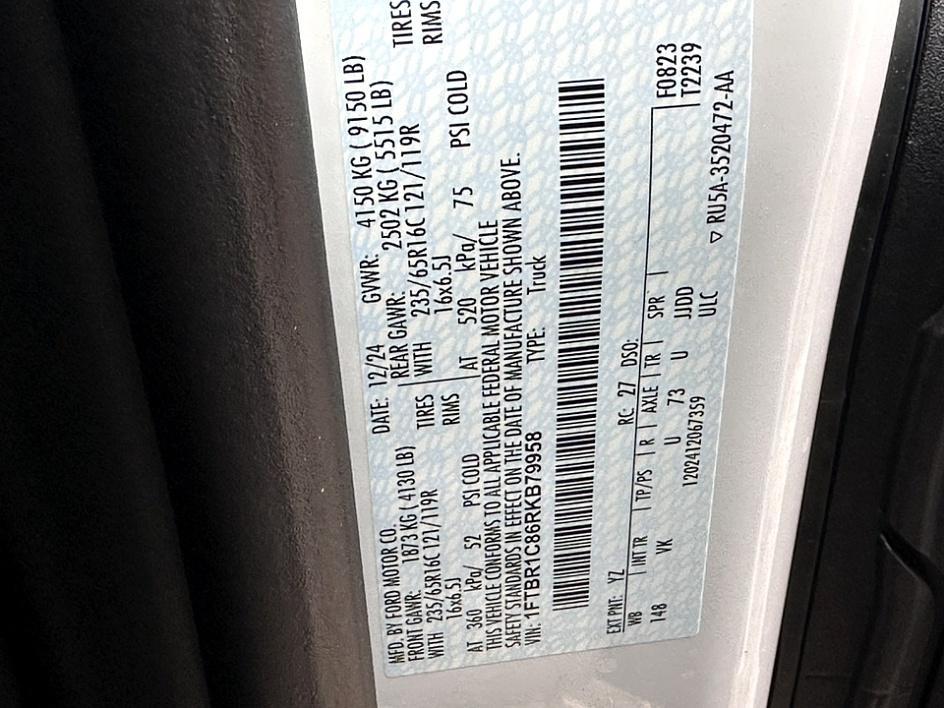 MFD. BY FORD MOTOR CO.
DATE: 12/24 GVWR: 4150 KG ( 9150 LB)
FRONT GAWR: 1873 KG ( 4130 LB) REAR GAWR: 2502 KG ( 5515 LB)
WITH 235/65R16C 121/119R TIRES WITH 235/65R16C 121/119R TIRES
16x6.5J RIMS 16x6.5J RIMS
AT 360 kPa/ 52 PSI COLD AT 520 kPa/ 75 PSI COLD
THIS VEHICLE CONFORMS TO ALL APPLICABLE FEDERAL MOTOR VEHICLE
SAFETY STANDARDS IN EFFECT ON THE DATE OF MANUFACTURE SHOWN ABOVE.
VIN: 1FTBR1C86RKB79958 TYPE: Truck
EXT PNT: YZ RC: 27 DSO: F0823
WB INT TR TP/PS R AXLE TR SPR T2239
148 VK U 73 U JJDD
1202412067359 ULC
▽ RU5A-3520472-AA